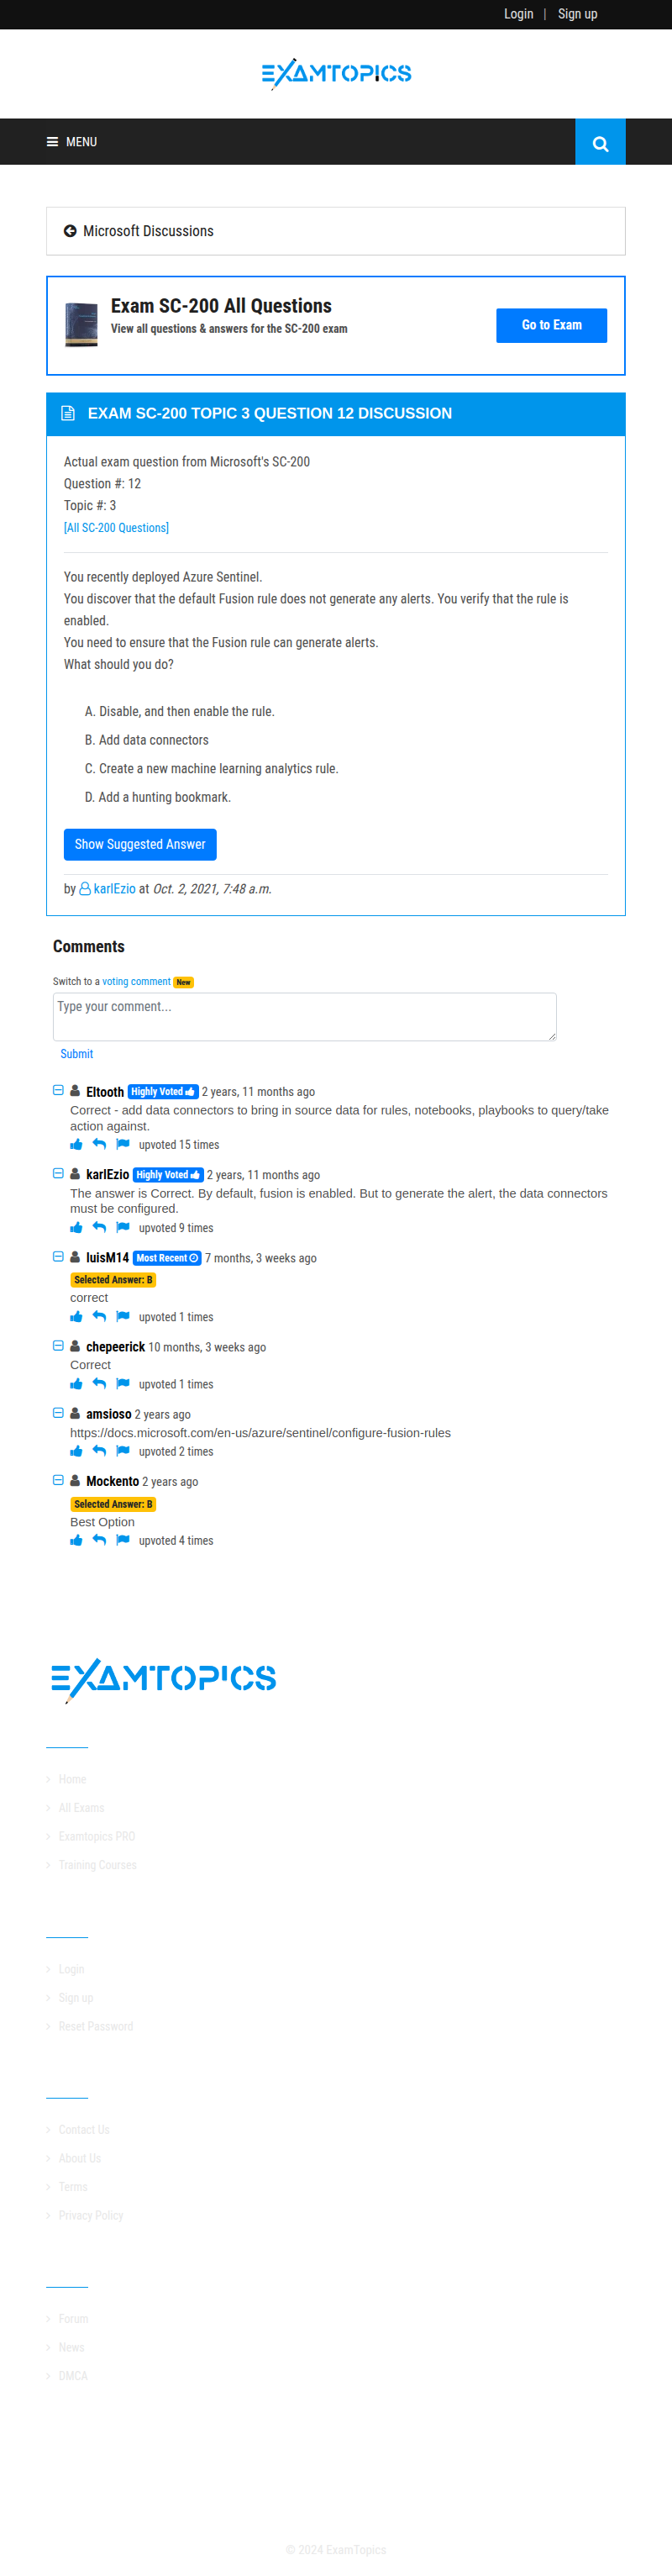 Login | Sign up
EXAMTOPICS
MENU
Microsoft Discussions
Exam SC-200 All Questions
View all questions & answers for the SC-200 exam
Go to Exam
EXAM SC-200 TOPIC 3 QUESTION 12 DISCUSSION
Actual exam question from Microsoft's SC-200
Question #: 12
Topic #: 3
[All SC-200 Questions]
You recently deployed Azure Sentinel.
You discover that the default Fusion rule does not generate any alerts. You verify that the rule is
enabled.
You need to ensure that the Fusion rule can generate alerts.
What should you do?
A. Disable, and then enable the rule.
B. Add data connectors
C. Create a new machine learning analytics rule.
D. Add a hunting bookmark.
Show Suggested Answer
by karlEzio at Oct. 2, 2021, 7:48 a.m.
Comments
Switch to a voting comment New
Type your comment...
Submit
Eltooth Highly Voted 2 years, 11 months ago
Correct - add data connectors to bring in source data for rules, notebooks, playbooks to query/take
action against.
upvoted 15 times
karlEzio Highly Voted 2 years, 11 months ago
The answer is Correct. By default, fusion is enabled. But to generate the alert, the data connectors
must be configured.
upvoted 9 times
luisM14 Most Recent 7 months, 3 weeks ago
Selected Answer: B
correct
upvoted 1 times
chepeerick 10 months, 3 weeks ago
Correct
upvoted 1 times
amsioso 2 years ago
https://docs.microsoft.com/en-us/azure/sentinel/configure-fusion-rules
upvoted 2 times
Mockento 2 years ago
Selected Answer: B
Best Option
upvoted 4 times
EXAMTOPICS
Home
All Exams
Examtopics PRO
Training Courses
Login
Sign up
Reset Password
Contact Us
About Us
Terms
Privacy Policy
Forum
News
DMCA
© 2024 ExamTopics